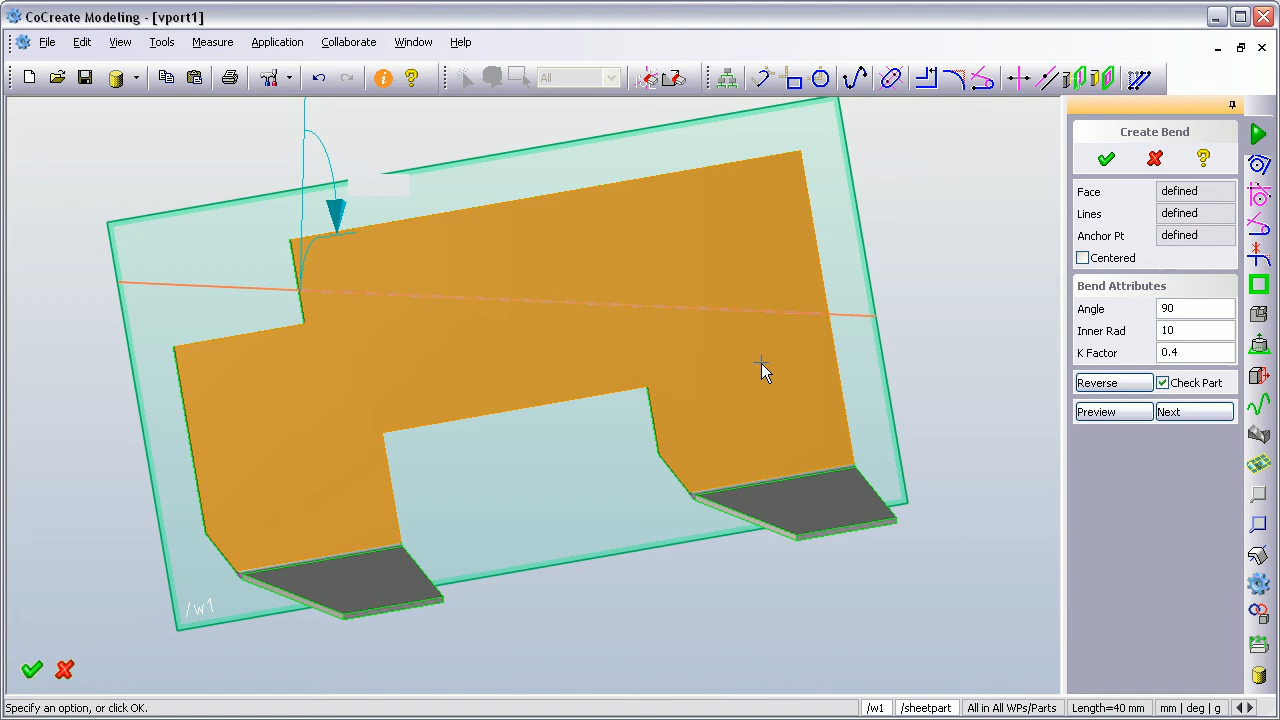 CoCreate Modeling - [vport1]
File Edit View Tools Measure Application Collaborate Window Help
All
Create Bend
Face defined
Lines defined
Anchor Pt defined
Centered
Bend Attributes
Angle 90
Inner Rad 10
K Factor 0.4
Reverse Check Part
Preview Next
/w1
Specify an option, or click OK. /w1 /sheetpart All in All WPs/Parts Length=40 mm mm | deg | g